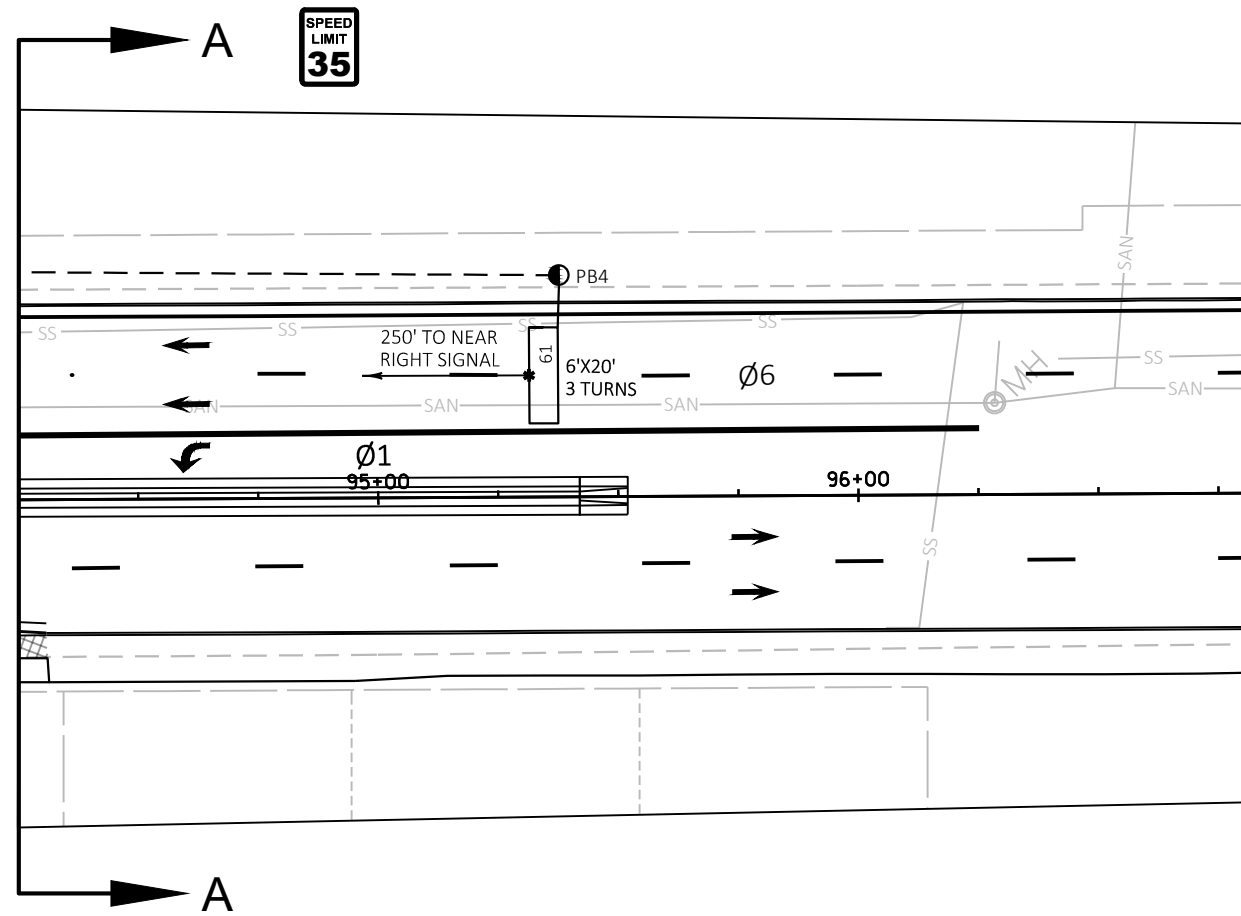 A
SPEED
LIMIT
35
SAN
PB4
SS
SS
SS
SS
250' TO NEAR
RIGHT SIGNAL
61
6'X20'
3 TURNS
Ø6
MH
SS
SAN
SAN
SAN
SAN
Ø1
95+00
96+00
SS
A